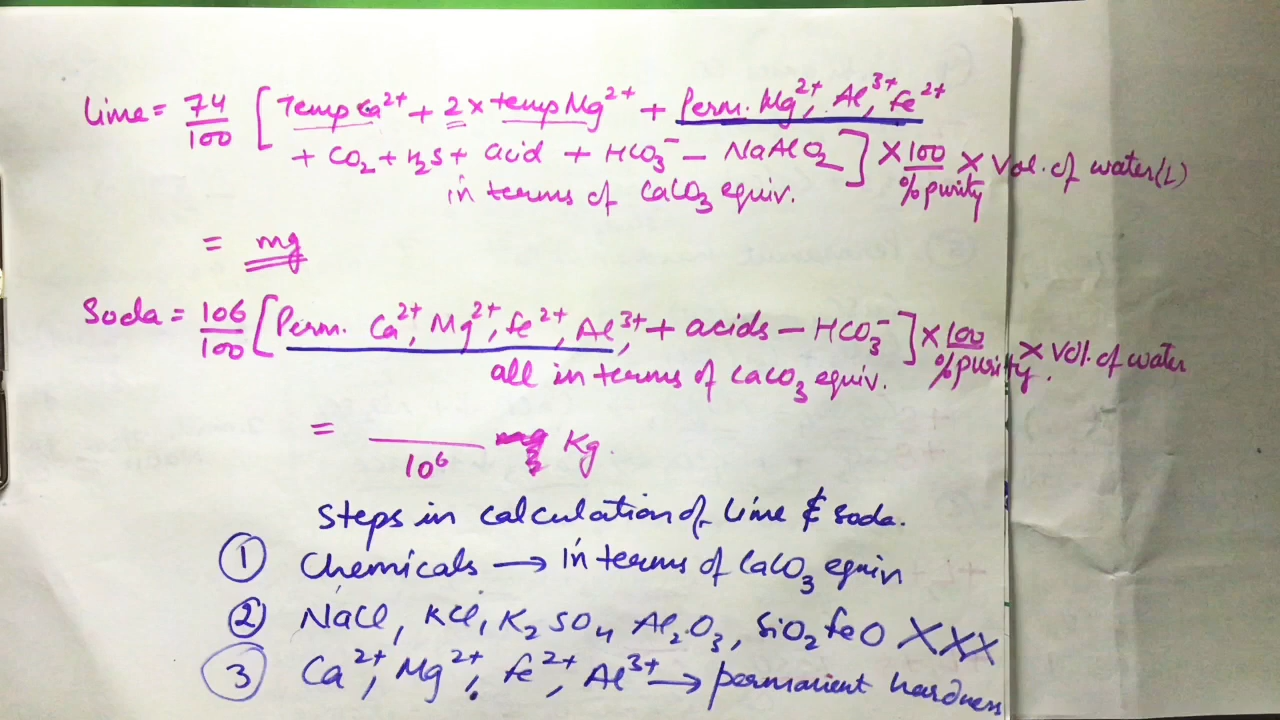 Lime = 74/100 [Temp Ca²⁺ + 2 x temp Mg²⁺ + Perm. Mg²⁺, Al³⁺, Fe²⁺
+ CO₂ + H₂S + acid + HCO₃⁻ - NaAlO₂] X 100/% purity X Vol. of water(L)
in terms of CaCO₃ equiv.
= mg
Soda = 106/100 [Perm. Ca²⁺, Mg²⁺, Fe²⁺, Al³⁺, + acids - HCO₃⁻] X 100/% purity. X Vol. of water
all in terms of CaCO₃ equiv.
= ____/10⁶ Kg.
Steps in calculation of Lime & Soda.
① Chemicals → In terms of CaCO₃ equiv
② NaCl, KCl, K₂SO₄ Al₂O₃, SiO₂ FeO XXX
③ Ca²⁺, Mg²⁺, Fe²⁺, Al³⁺ → permanent hardness